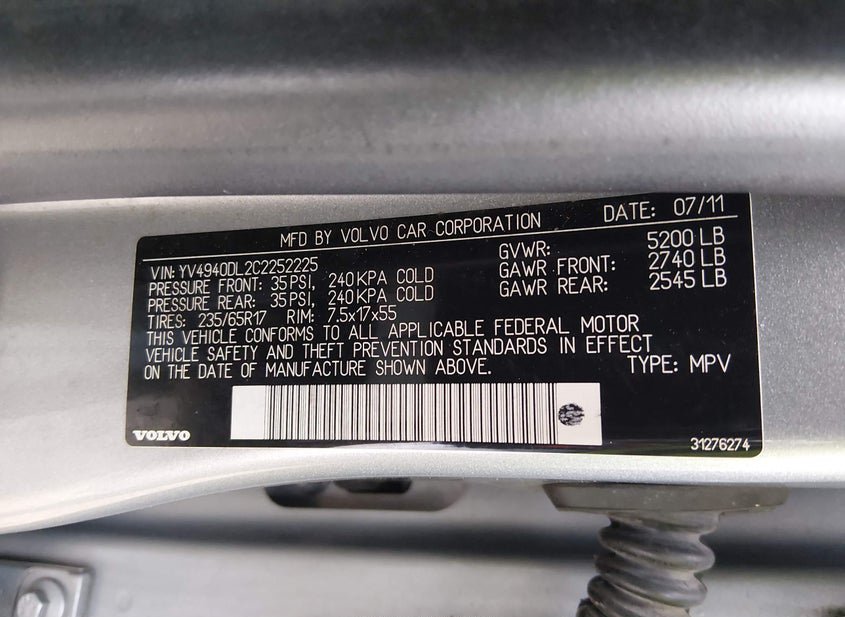 MFD BY VOLVO CAR CORPORATION DATE: 07/11
VIN: YV4940DL2C2252225 GVWR: 5200 LB
PRESSURE FRONT: 35PSI, 240KPA COLD GAWR FRONT: 2740 LB
PRESSURE REAR: 35PSI, 240KPA COLD GAWR REAR: 2545 LB
TIRES: 235/65R17 RIM: 7.5x17x55
THIS VEHICLE CONFORMS TO ALL APPLICABLE FEDERAL MOTOR
VEHICLE SAFETY AND THEFT PREVENTION STANDARDS IN EFFECT
ON THE DATE OF MANUFACTURE SHOWN ABOVE. TYPE: MPV
VOLVO 31276274